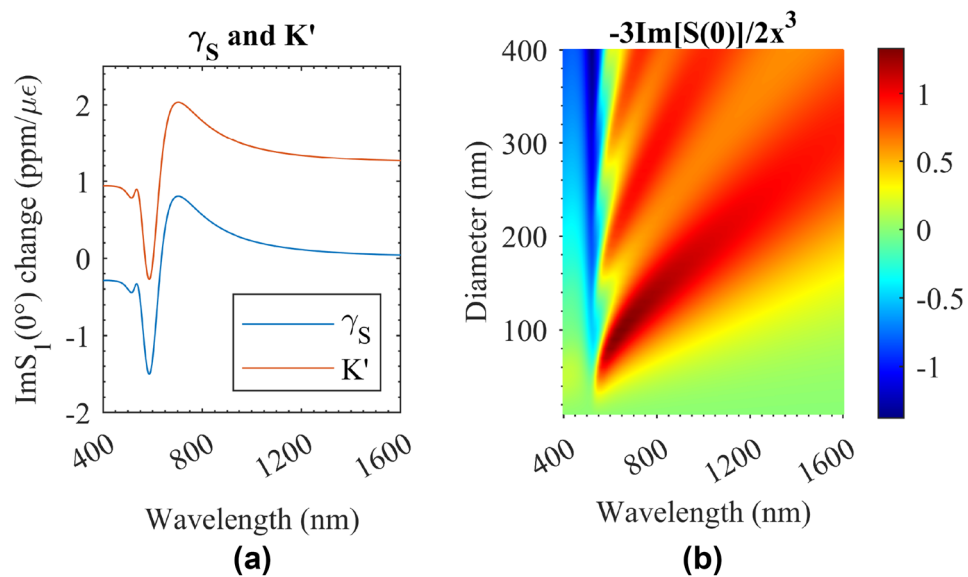 γS and K'
ImS1(0°) change (ppm/με)
2
1
0
-1
-2
γS
K'
400
800
1200
1600
Wavelength (nm)
(a)
-3Im[S(0)]/2x³
Diameter (nm)
400
300
200
100
400
800
1200
1600
Wavelength (nm)
1
0.5
0
-0.5
-1
(b)